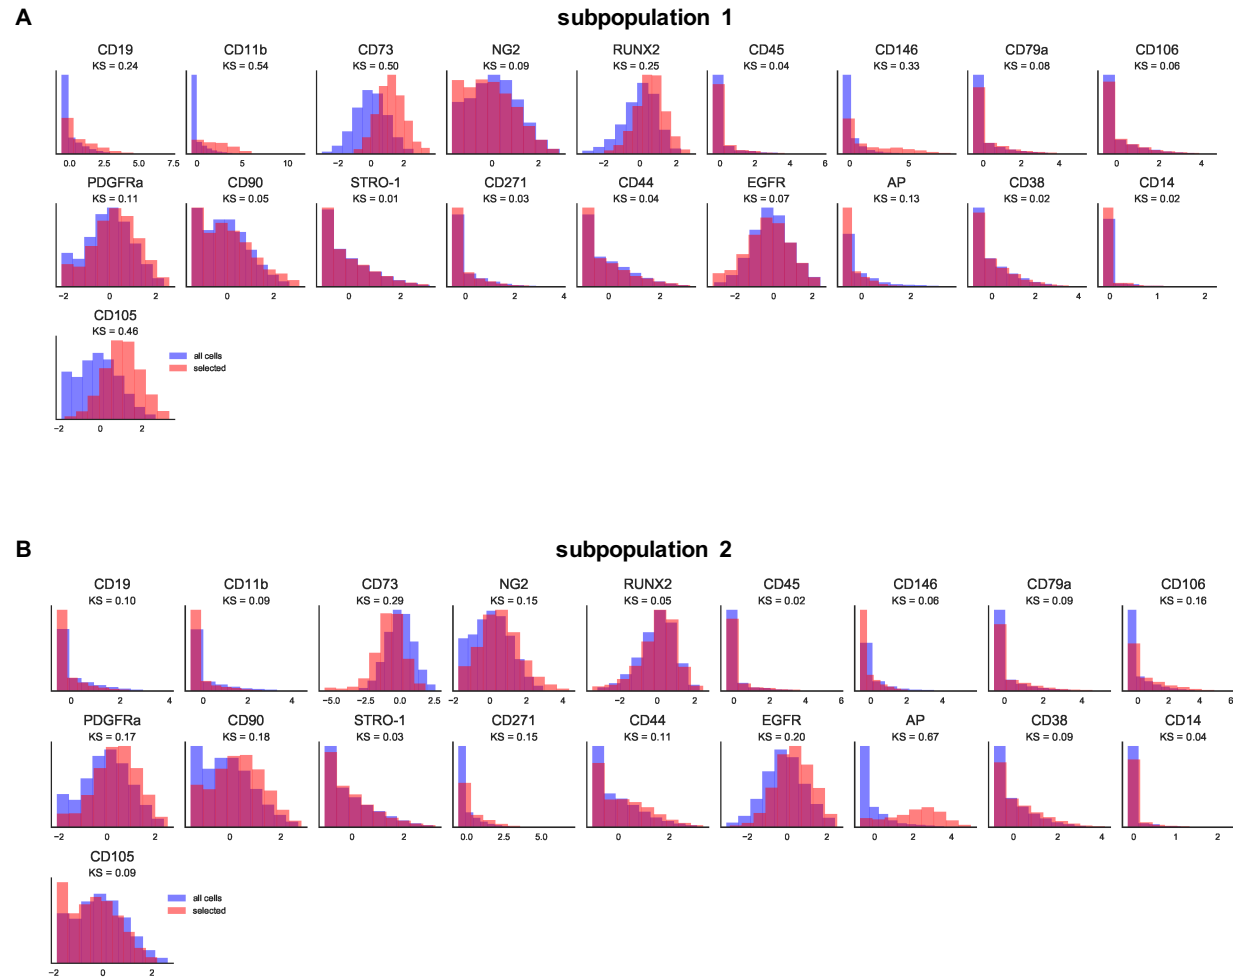 A
subpopulation 1
CD19 CD11b CD73 NG2 RUNX2 CD45 CD146 CD79a CD106
KS = 0.24 KS = 0.54 KS = 0.50 KS = 0.09 KS = 0.25 KS = 0.04 KS = 0.33 KS = 0.08 KS = 0.06
0.0 2.5 5.0 7.5 0 5 10 −2 0 2 0 2 −2 0 2 0 2 4 6 0 5 0 2 4 0 2 4
PDGFRa CD90 STRO-1 CD271 CD44 EGFR AP CD38 CD14
KS = 0.11 KS = 0.05 KS = 0.01 KS = 0.03 KS = 0.04 KS = 0.07 KS = 0.13 KS = 0.02 KS = 0.02
−2 0 2 0 2 0 2 0 2 4 0 2 −2 0 2 0 2 0 2 4 0 1 2
CD105
KS = 0.46
all cells
selected
−2 0 2
B
subpopulation 2
CD19 CD11b CD73 NG2 RUNX2 CD45 CD146 CD79a CD106
KS = 0.10 KS = 0.09 KS = 0.29 KS = 0.15 KS = 0.05 KS = 0.02 KS = 0.06 KS = 0.09 KS = 0.16
0 2 4 0 2 4 −5.0 −2.5 0.0 2.5 −2 0 2 4 −2 0 2 0 2 4 6 0 2 4 0 2 4 0 2 4 6
PDGFRa CD90 STRO-1 CD271 CD44 EGFR AP CD38 CD14
KS = 0.17 KS = 0.18 KS = 0.03 KS = 0.15 KS = 0.11 KS = 0.20 KS = 0.67 KS = 0.09 KS = 0.04
−2 0 2 0 2 0 2 0.0 2.5 5.0 0 2 −2 0 2 0 2 4 0 2 4 0 1 2
CD105
KS = 0.09
all cells
selected
−2 0 2